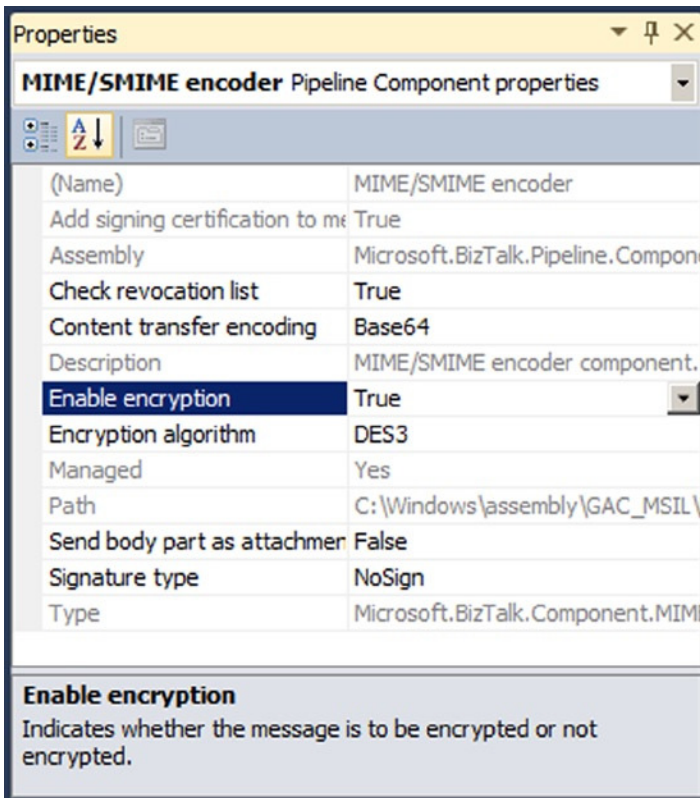 Properties
MIME/SMIME encoder Pipeline Component properties
(Name) MIME/SMIME encoder
Add signing certification to me True
Assembly Microsoft.BizTalk.Pipeline.Compon
Check revocation list True
Content transfer encoding Base64
Description MIME/SMIME encoder component.
Enable encryption True
Encryption algorithm DES3
Managed Yes
Path C:\Windows\assembly\GAC_MSIL\
Send body part as attachmen False
Signature type NoSign
Type Microsoft.BizTalk.Component.MIM
Enable encryption
Indicates whether the message is to be encrypted or not
encrypted.